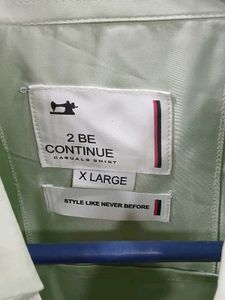 2 BE
CONTINUE
CASUALS SHIRT
X LARGE
STYLE LIKE NEVER BEFORE